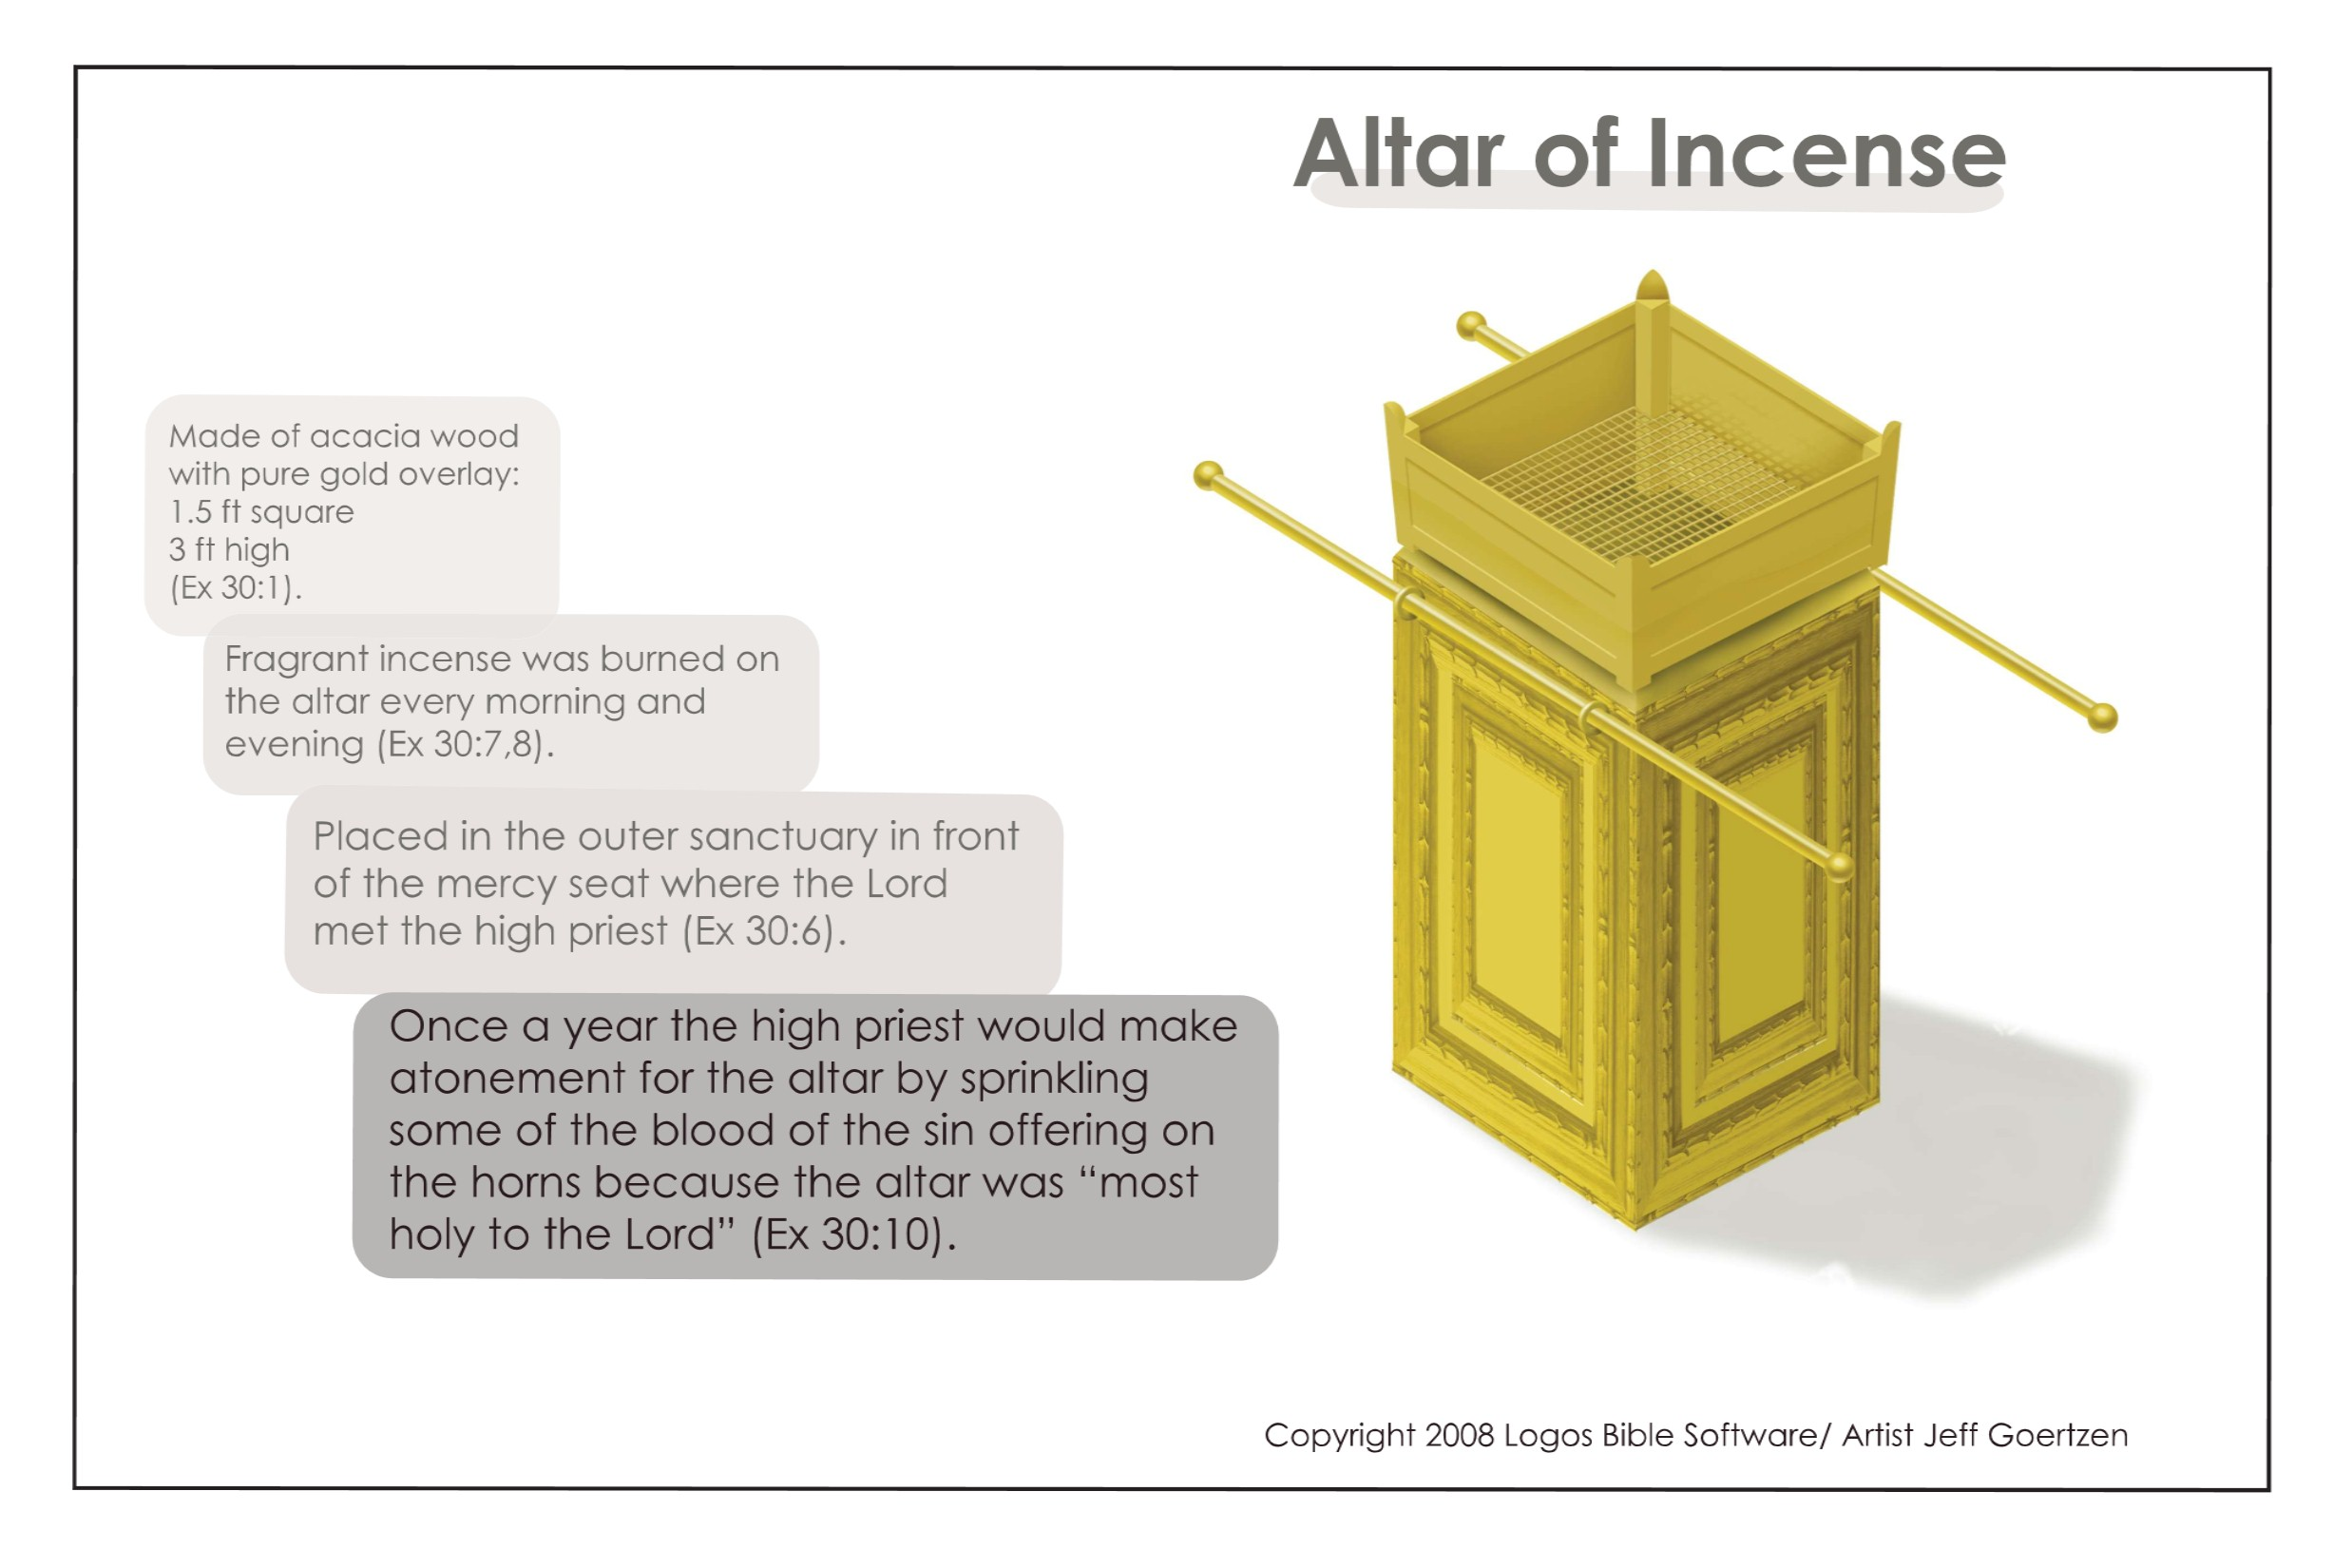 Altar of Incense
Made of acacia wood
with pure gold overlay:
1.5 ft square
3 ft high
(Ex 30:1).
Fragrant incense was burned on
the altar every morning and
evening (Ex 30:7,8).
Placed in the outer sanctuary in front
of the mercy seat where the Lord
met the high priest (Ex 30:6).
Once a year the high priest would make
atonement for the altar by sprinkling
some of the blood of the sin offering on
the horns because the altar was “most
holy to the Lord” (Ex 30:10).
Copyright 2008 Logos Bible Software/ Artist Jeff Goertzen